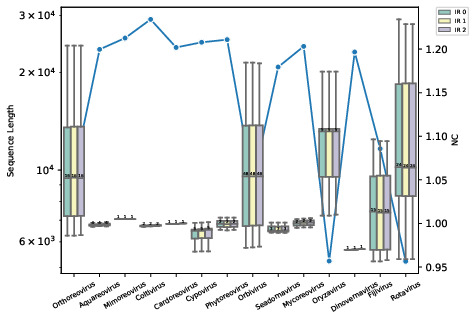 3 × 10⁴
2 × 10⁴
10⁴
6 × 10³
Sequence Length
IR 0
IR 1
IR 2
1.20
1.15
1.10
1.05
1.00
0.95
NC
Orthoreovirus
Aquareovirus
Mimoreovirus
Coltivirus
Cardoreovirus
Cypovirus
Phytoreovirus
Orbivirus
Seadornavirus
Mycoreovirus
Oryzavirus
Dinovernavirus
Fijivirus
Rotavirus